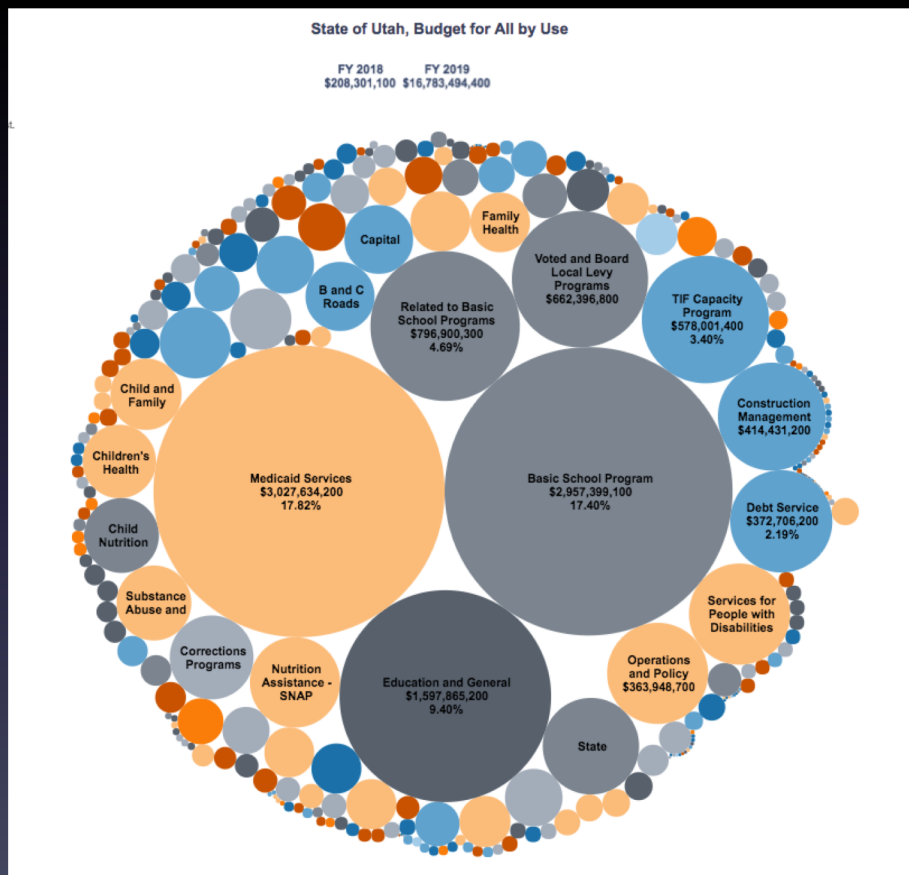 State of Utah, Budget for All by Use
FY 2018 FY 2019
$208,301,100 $16,783,494,400
Family
Health
Capital
Voted and Board
Local Levy
Programs
$662,396,800
B and C
Roads
Related to Basic
School Programs
$796,900,300
4.69%
TIF Capacity
Program
$578,001,400
3.40%
Child and
Family
Construction
Management
$414,431,200
Children's
Health
Medicaid Services
$3,027,634,200
17.82%
Basic School Program
$2,957,399,100
17.40%
Debt Service
$372,706,200
2.19%
Child
Nutrition
Substance
Abuse and
Services for
People with
Disabilities
Corrections
Programs
Nutrition
Assistance -
SNAP
Education and General
$1,597,865,200
9.40%
Operations
and Policy
$363,948,700
State